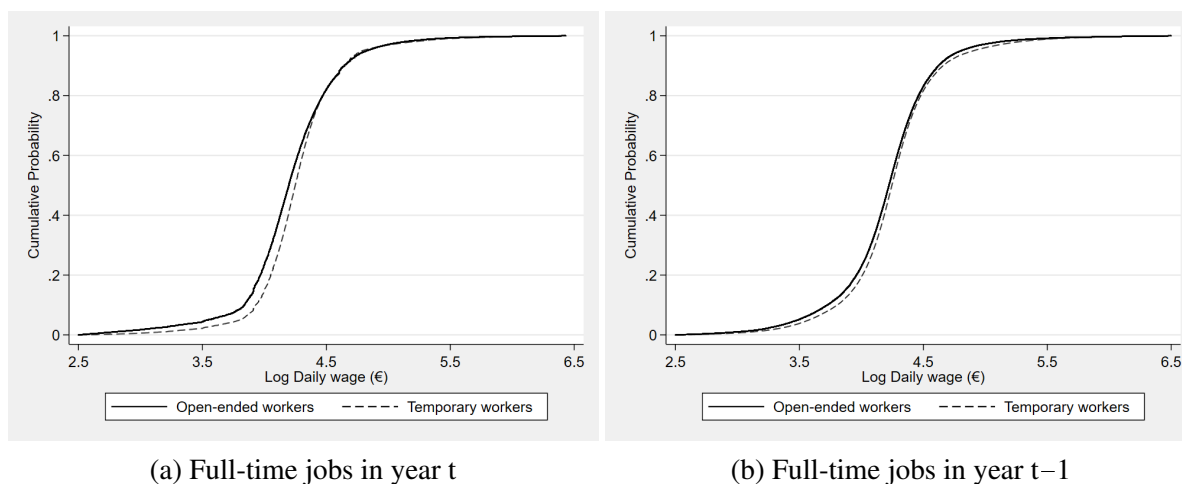 1
.8
.6
.4
.2
0
Cumulative Probability
2.5 3.5 4.5 5.5 6.5
Log Daily wage (€)
Open-ended workers Temporary workers
(a) Full-time jobs in year t
1
.8
.6
.4
.2
0
Cumulative Probability
2.5 3.5 4.5 5.5 6.5
Log Daily wage (€)
Open-ended workers Temporary workers
(b) Full-time jobs in year t−1